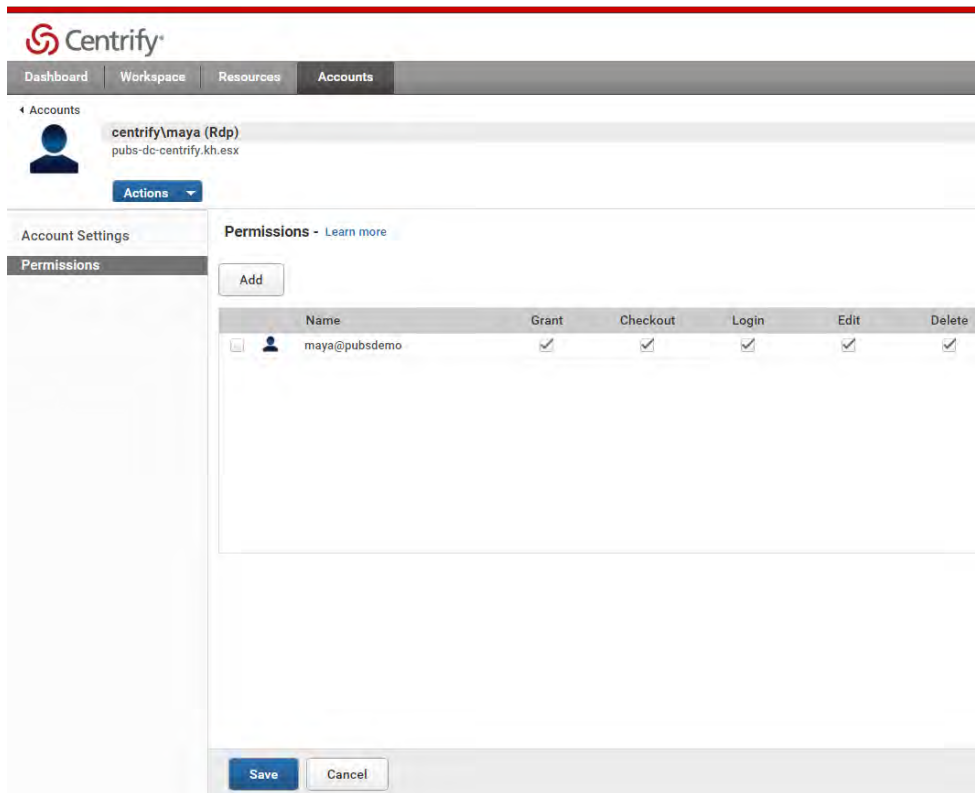 Centrify
Dashboard Workspace Resources Accounts
Accounts
centrify\maya (Rdp)
pubs-dc-centrify.kh.esx
Actions
Account Settings
Permissions
Permissions - Learn more
Add
Name Grant Checkout Login Edit Delete
maya@pubsdemo
Save Cancel